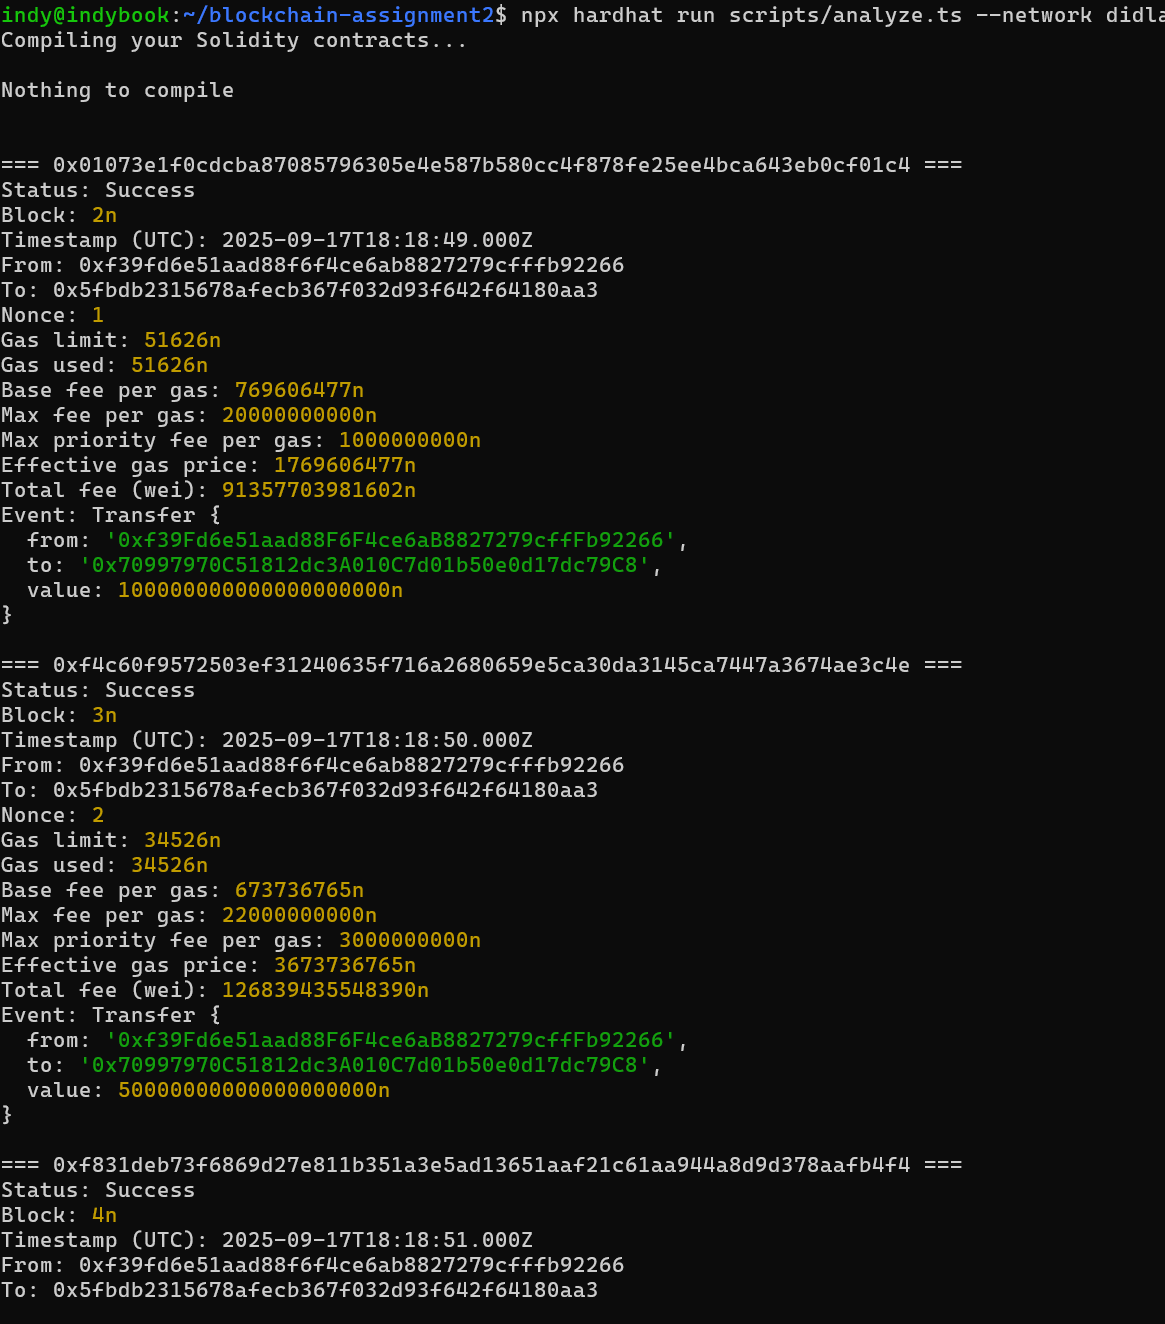 indy@indybook:~/blockchain-assignment2$ npx hardhat run scripts/analyze.ts --network didla
Compiling your Solidity contracts...
Nothing to compile
=== 0x01073e1f0cdcba87085796305e4e587b580cc4f878fe25ee4bca643eb0cf01c4 ===
Status: Success
Block: 2n
Timestamp (UTC): 2025-09-17T18:18:49.000Z
From: 0xf39fd6e51aad88f6f4ce6ab8827279cfffb92266
To: 0x5fbdb2315678afecb367f032d93f642f64180aa3
Nonce: 1
Gas limit: 51626n
Gas used: 51626n
Base fee per gas: 769606477n
Max fee per gas: 20000000000n
Max priority fee per gas: 1000000000n
Effective gas price: 1769606477n
Total fee (wei): 91357703981602n
Event: Transfer {
  from: '0xf39Fd6e51aad88F6F4ce6aB8827279cffFb92266',
  to: '0x70997970C51812dc3A010C7d01b50e0d17dc79C8',
  value: 100000000000000000000n
}
=== 0xf4c60f9572503ef31240635f716a2680659e5ca30da3145ca7447a3674ae3c4e ===
Status: Success
Block: 3n
Timestamp (UTC): 2025-09-17T18:18:50.000Z
From: 0xf39fd6e51aad88f6f4ce6ab8827279cfffb92266
To: 0x5fbdb2315678afecb367f032d93f642f64180aa3
Nonce: 2
Gas limit: 34526n
Gas used: 34526n
Base fee per gas: 673736765n
Max fee per gas: 22000000000n
Max priority fee per gas: 3000000000n
Effective gas price: 3673736765n
Total fee (wei): 126839435548390n
Event: Transfer {
  from: '0xf39Fd6e51aad88F6F4ce6aB8827279cffFb92266',
  to: '0x70997970C51812dc3A010C7d01b50e0d17dc79C8',
  value: 50000000000000000000n
}
=== 0xf831deb73f6869d27e811b351a3e5ad13651aaf21c61aa944a8d9d378aafb4f4 ===
Status: Success
Block: 4n
Timestamp (UTC): 2025-09-17T18:18:51.000Z
From: 0xf39fd6e51aad88f6f4ce6ab8827279cfffb92266
To: 0x5fbdb2315678afecb367f032d93f642f64180aa3